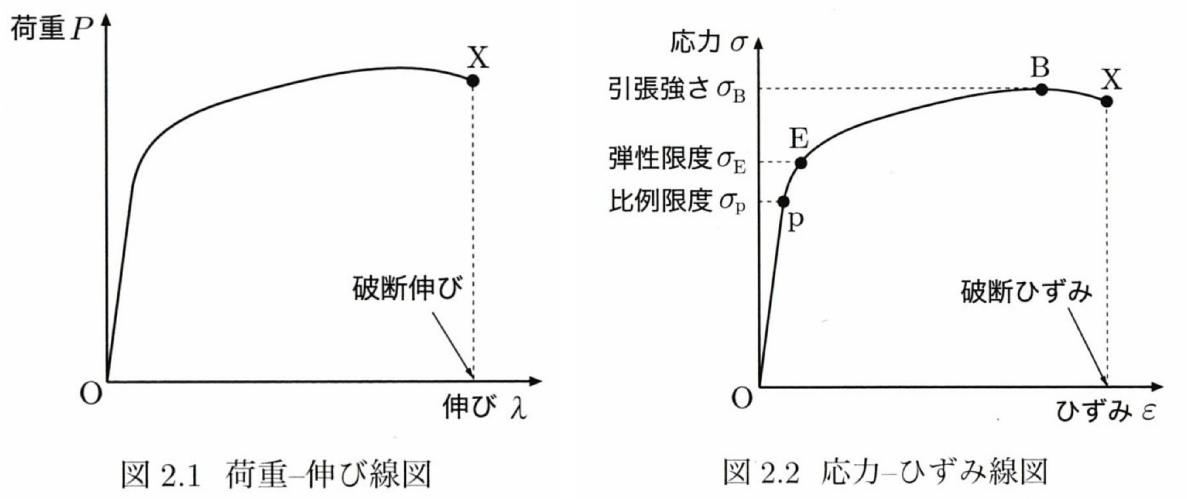 荷重 P
X
破断伸び
O
伸び λ
図 2.1 荷重–伸び線図
応力 σ
引張強さ σB
B
X
弾性限度 σE
E
比例限度 σp
p
破断ひずみ
O
ひずみ ε
図 2.2 応力–ひずみ線図